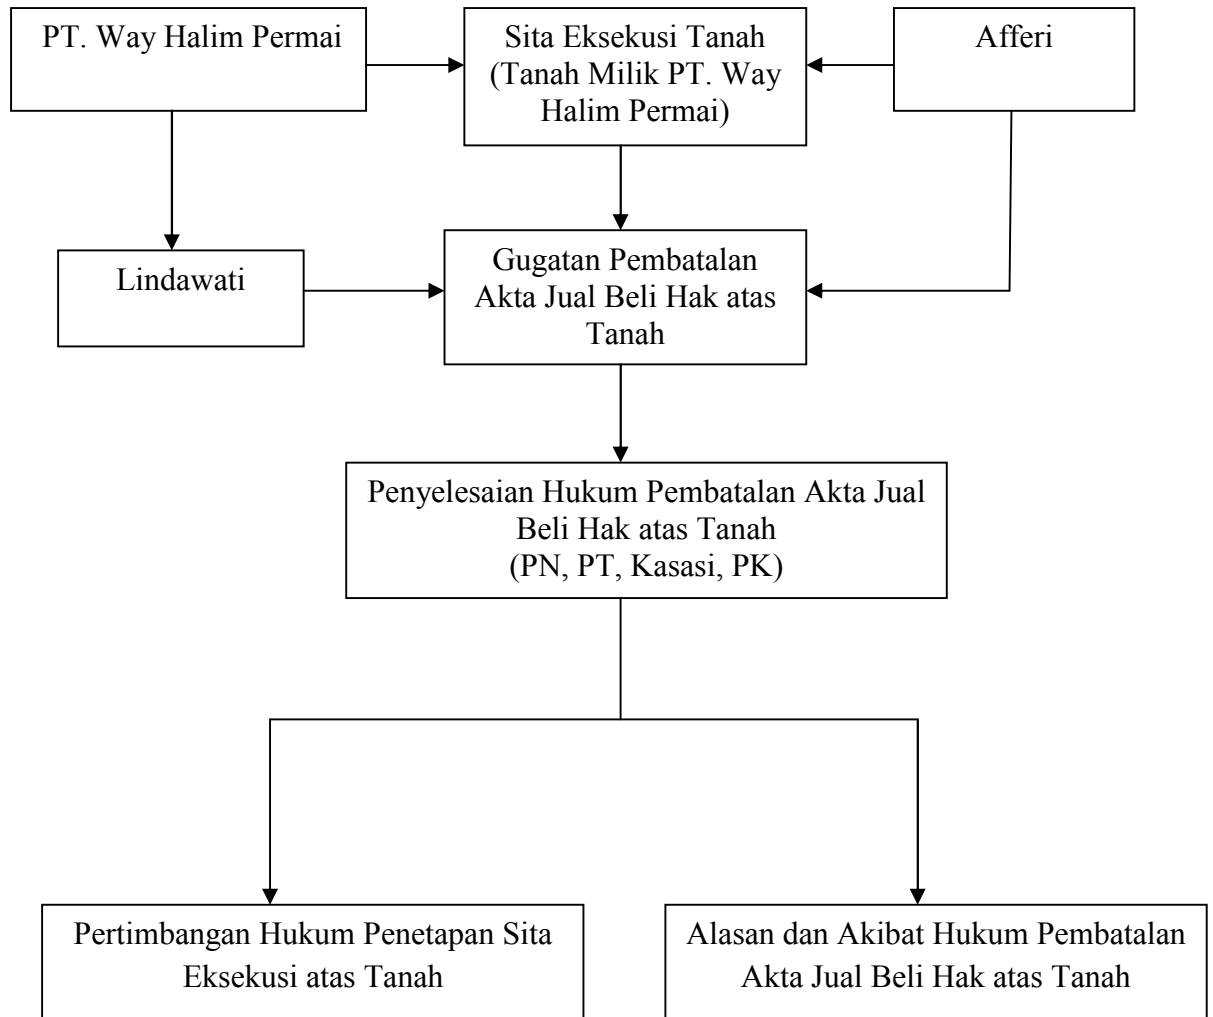 PT. Way Halim Permai
Sita Eksekusi Tanah
(Tanah Milik PT. Way
Halim Permai)
Afferi
Lindawati
Gugatan Pembatalan
Akta Jual Beli Hak atas
Tanah
Penyelesaian Hukum Pembatalan Akta Jual
Beli Hak atas Tanah
(PN, PT, Kasasi, PK)
Pertimbangan Hukum Penetapan Sita
Eksekusi atas Tanah
Alasan dan Akibat Hukum Pembatalan
Akta Jual Beli Hak atas Tanah